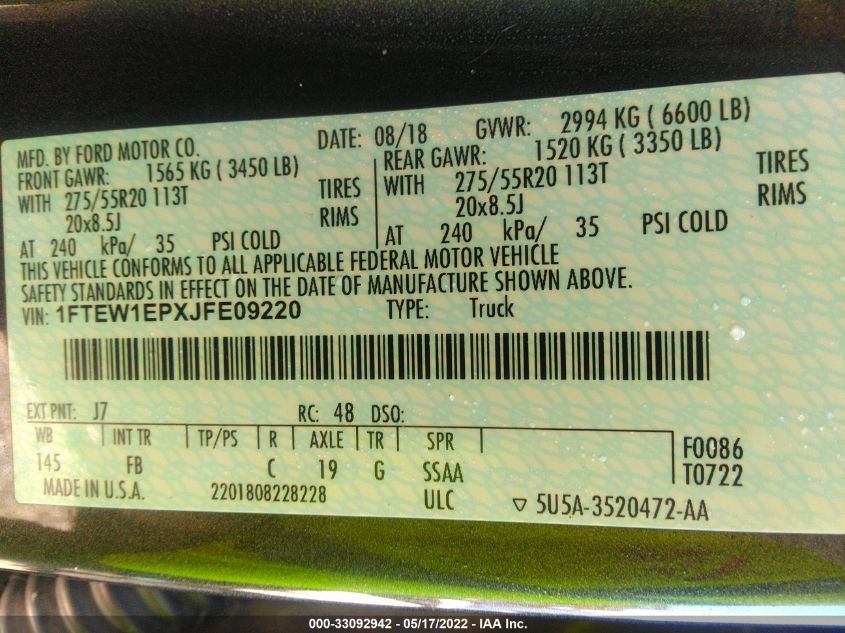 MFD. BY FORD MOTOR CO. DATE: 08/18 GVWR: 2994 KG ( 6600 LB)
FRONT GAWR: 1565 KG ( 3450 LB) REAR GAWR: 1520 KG ( 3350 LB)
WITH 275/55R20 113T TIRES WITH 275/55R20 113T TIRES
20x8.5J RIMS 20x8.5J RIMS
AT 240 kPa/ 35 PSI COLD AT 240 kPa/ 35 PSI COLD
THIS VEHICLE CONFORMS TO ALL APPLICABLE FEDERAL MOTOR VEHICLE
SAFETY STANDARDS IN EFFECT ON THE DATE OF MANUFACTURE SHOWN ABOVE.
VIN: 1FTEW1EPXJFE09220 TYPE: Truck
EXT PNT: J7 RC: 48 DSO:
WB INT TR TP/PS R AXLE TR SPR F0086
145 FB C 19 G SSAA T0722
MADE IN U.S.A. 2201808228228 ULC ▽ 5U5A-3520472-AA
000-33092942 - 05/17/2022 - IAA Inc.